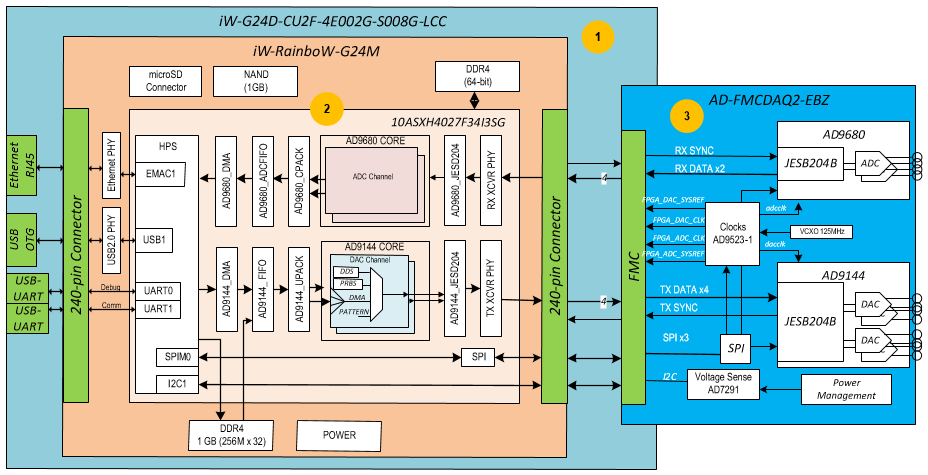 iW-G24D-CU2F-4E002G-S008G-LCC
1
iW-RainboW-G24M
microSD
Connector
NAND
(1GB)
DDR4
(64-bit)
2
10ASXH4027F34I3SG
3
AD-FMCDAQ2-EBZ
Ethernet
RJ45
USB
OTG
USB-
UART
USB-
UART
240-pin Connector
Ethernet PHY
USB2.0 PHY
Debug
Comm
HPS
EMAC1
USB1
UART0
UART1
SPIM0
I2C1
AD9680_DMA
AD9680_ADCFIFO
AD9680_CPACK
AD9680 CORE
ADC Channel
AD9680_JESD204
RX XCVR PHY
AD9144_DMA
AD9144_FIFO
AD9144_UPACK
AD9144 CORE
DAC Channel
DDS
PRBS
DMA
PATTERN
AD9144_JESD204
TX XCVR PHY
SPI
DDR4
1 GB (256M x 32)
POWER
240-pin Connector
4
4
FMC
RX SYNC
RX DATA x2
FPGA_DAC_SYSREF
FPGA_DAC_CLK
FPGA_ADC_CLK
FPGA_ADC_SYSREF
TX DATA x4
TX SYNC
SPI x3
I2C
Clocks
AD9523-1
adcclk
VCXO 125MHz
dacclk
AD9680
JESB204B
ADC
AD9144
JESB204B
DAC
DAC
SPI
Voltage Sense
AD7291
Power
Management